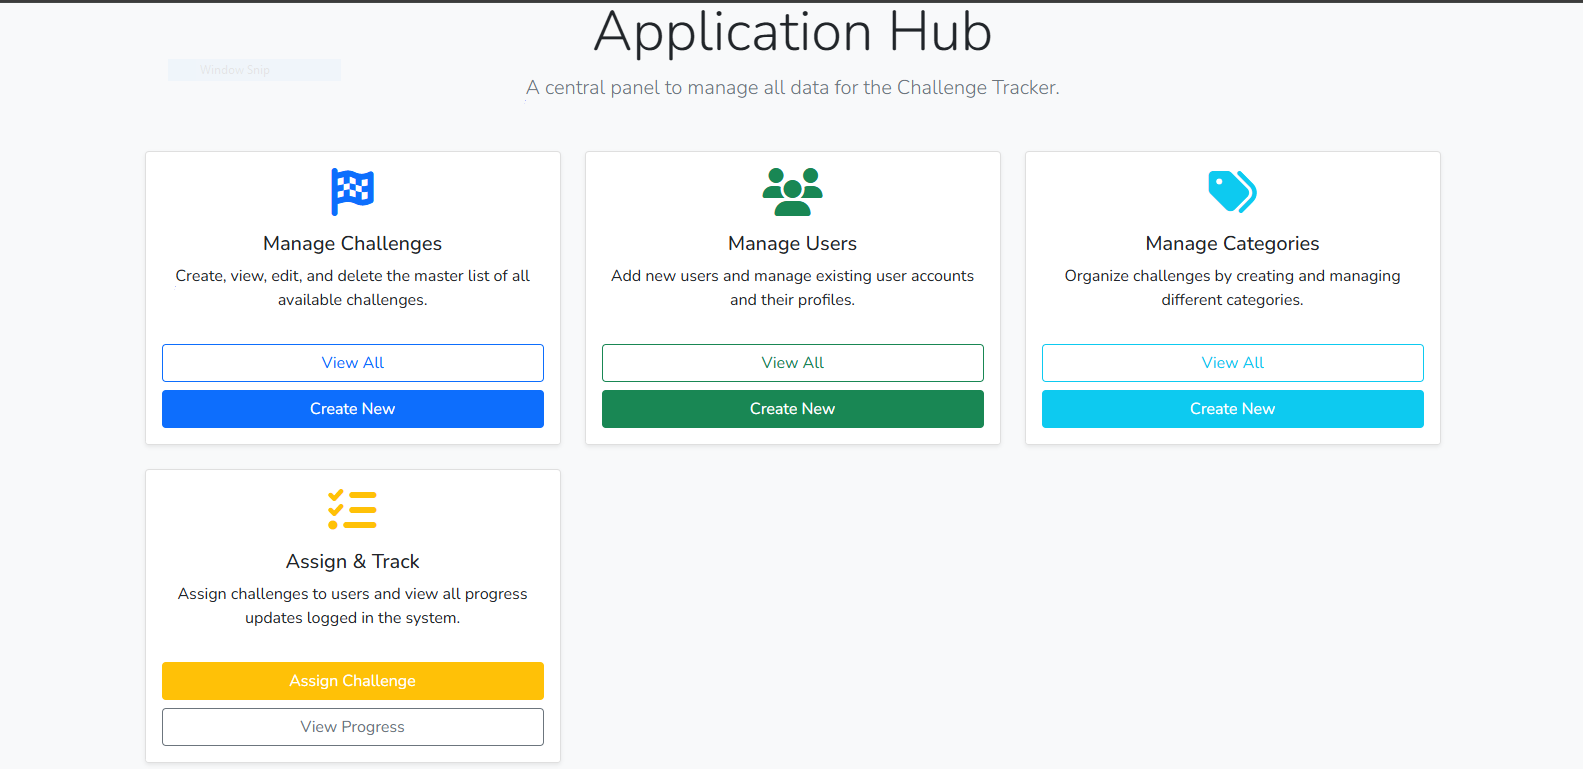 Application Hub
Window Snip
A central panel to manage all data for the Challenge Tracker.
Manage Challenges
Create, view, edit, and delete the master list of all
available challenges.
View All
Create New
Manage Users
Add new users and manage existing user accounts
and their profiles.
View All
Create New
Manage Categories
Organize challenges by creating and managing
different categories.
View All
Create New
Assign & Track
Assign challenges to users and view all progress
updates logged in the system.
Assign Challenge
View Progress